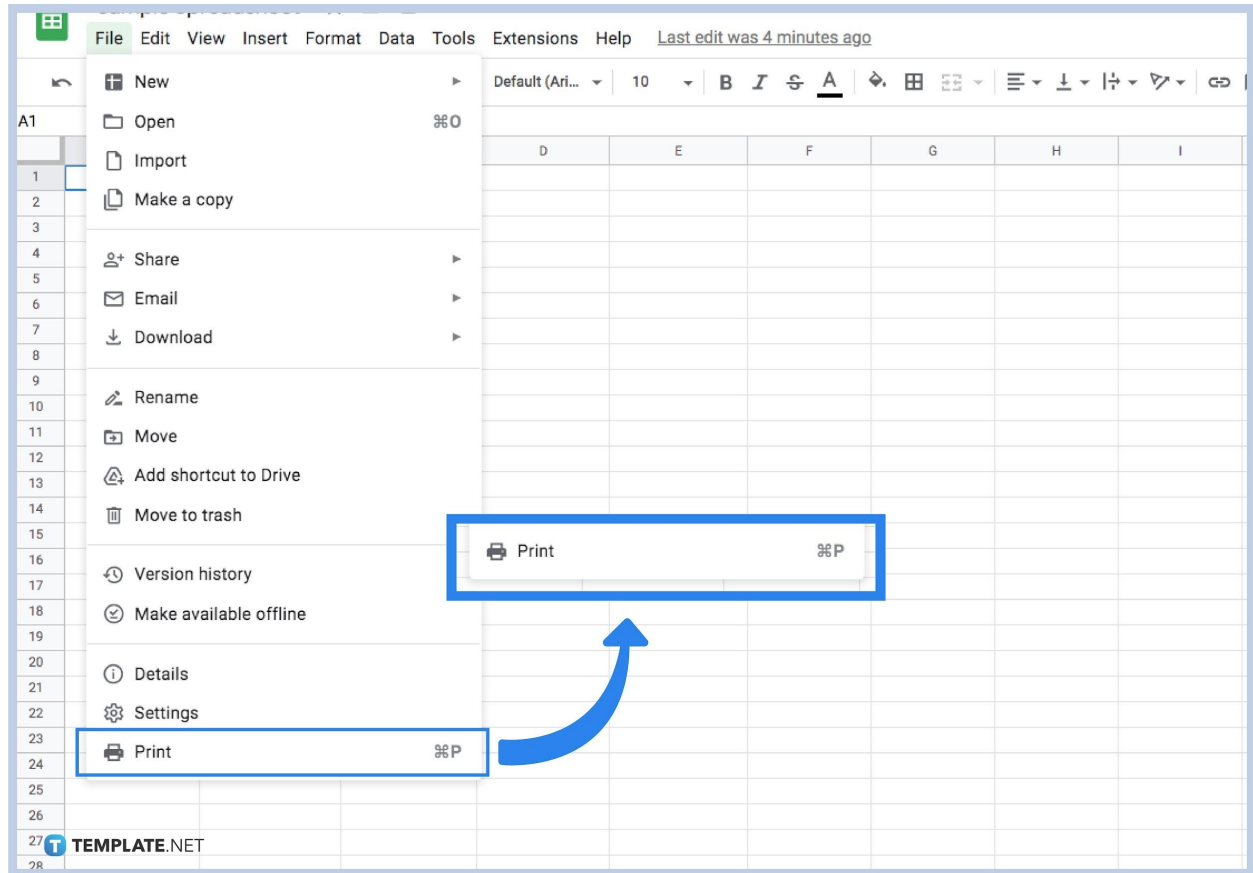 File Edit View Insert Format Data Tools Extensions Help Last edit was 4 minutes ago
New
Default (Ari... 10 B I S A
A1
Open ⌘O
Import
Make a copy
Share
Email
Download
Rename
Move
Add shortcut to Drive
Move to trash
Version history
Make available offline
Details
Settings
Print ⌘P
Print ⌘P
D E F G H I
1
2
3
4
5
6
7
8
9
10
11
12
13
14
15
16
17
18
19
20
21
22
23
24
25
26
27
28
T TEMPLATE.NET